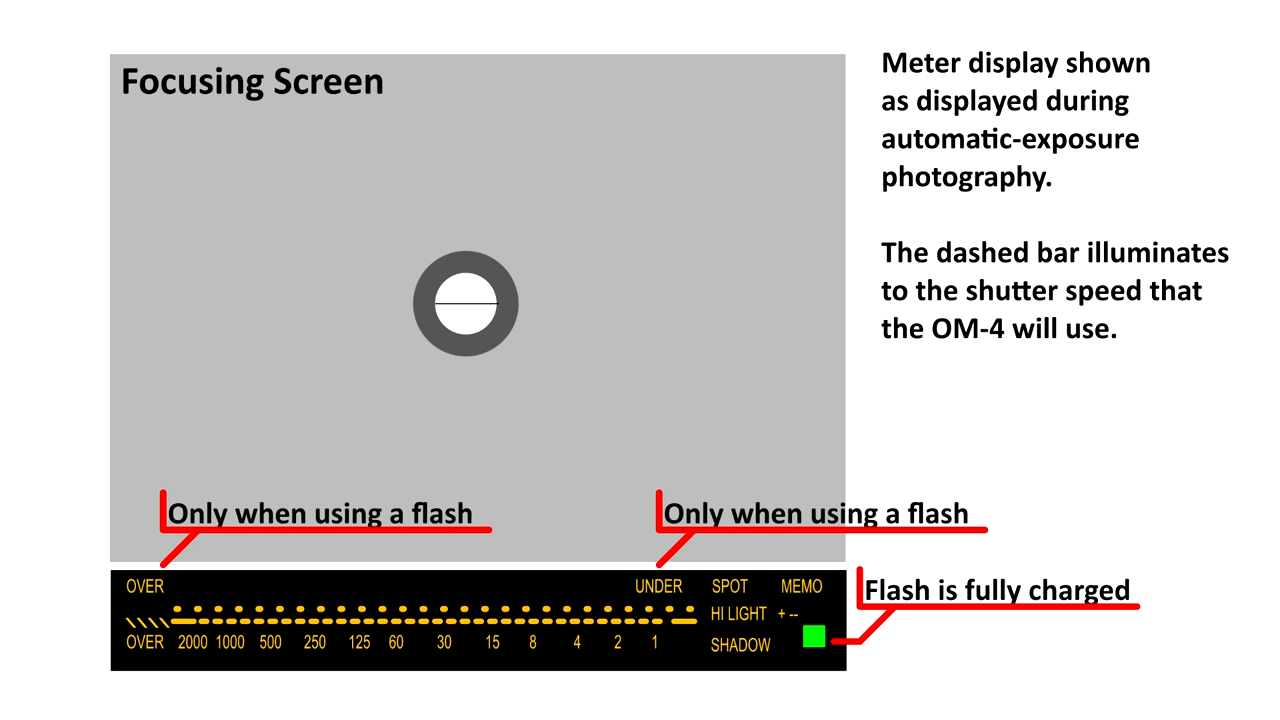 Focusing Screen
Meter display shown
as displayed during
automatic-exposure
photography.
The dashed bar illuminates
to the shutter speed that
the OM-4 will use.
Only when using a flash
Only when using a flash
Flash is fully charged
OVER UNDER SPOT MEMO
HI LIGHT + --
OVER 2000 1000 500 250 125 60 30 15 8 4 2 1 SHADOW